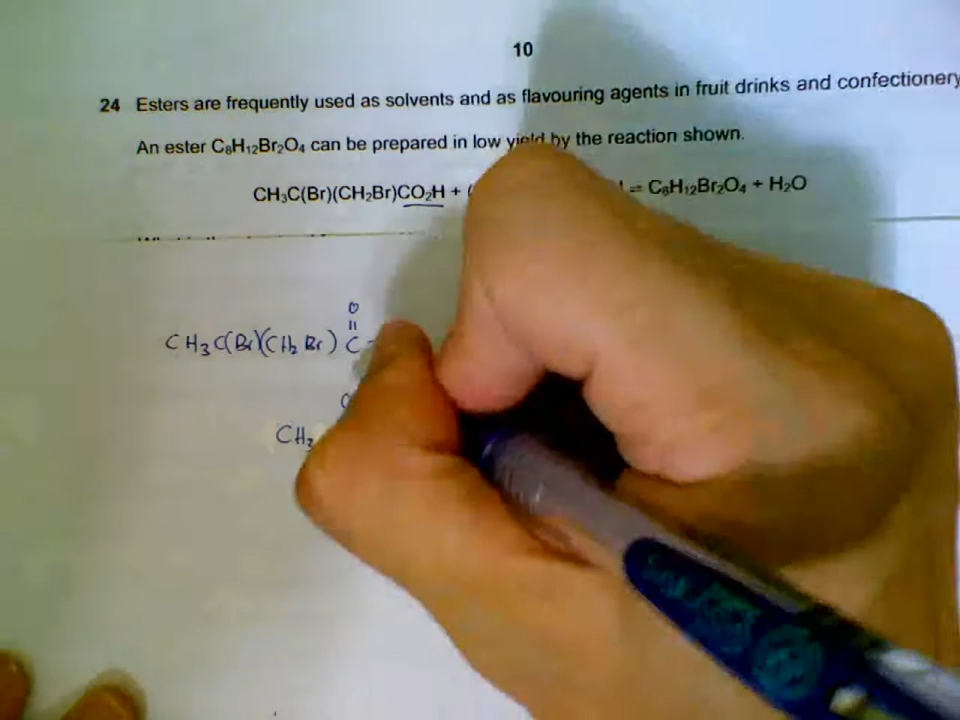 10
24 Esters are frequently used as solvents and as flavouring agents in fruit drinks and confectionery
An ester C₈H₁₂Br₂O₄ can be prepared in low yield by the reaction shown.
CH₃C(Br)(CH₂Br)CO₂H + ( ⇌ C₈H₁₂Br₂O₄ + H₂O
O
CH₃C(Br)(CH₂Br) C
CH₃